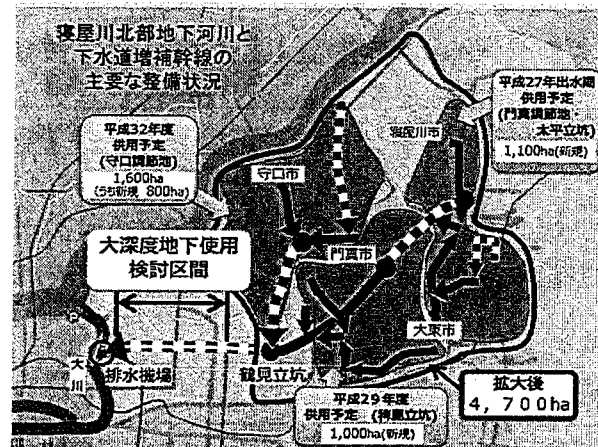 寝屋川北部地下河川と
下水道増補幹線の
主要な整備状況
平成27年出水期
供用予定
(門真調節池・
太平立坑)
1,100ha(新規)
平成32年度
供用予定
(守口調節池)
1,600ha
(うち新規 800ha)
寝屋川市
守口市
大深度地下使用
検討区間
門真市
大東市
P
P
大川
排水機場
鶴見立坑
平成29年度
供用予定
1,000ha(新規)
拡大後
4,700ha